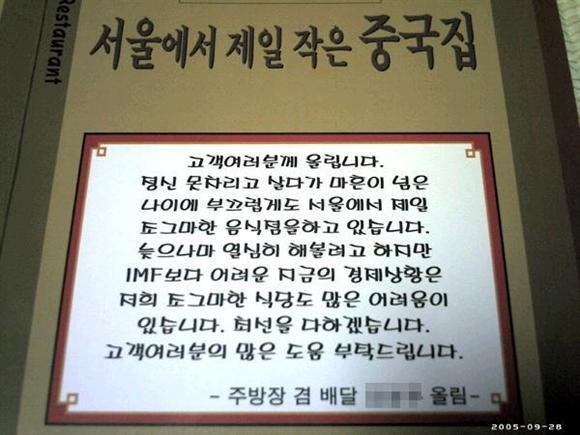 Restaurant
서울에서 제일 작은 중국집
고객여러분께 올립니다.
정신 못차리고 살다가 마흔이 넘은
나이에 부끄럽게도 서울에서 제일
조그마한 음식점을하고 있습니다.
늦으나마 열심히 해볼려고 하지만
IMF보다 어려운 지금의 경제상황은
저희 조그마한 식당도 많은 어려움이
있습니다. 최선을 다하겠습니다.
고객여러분의 많은 도움 부탁드립니다.
- 주방장 겸 배달 올림-
2005-09-28